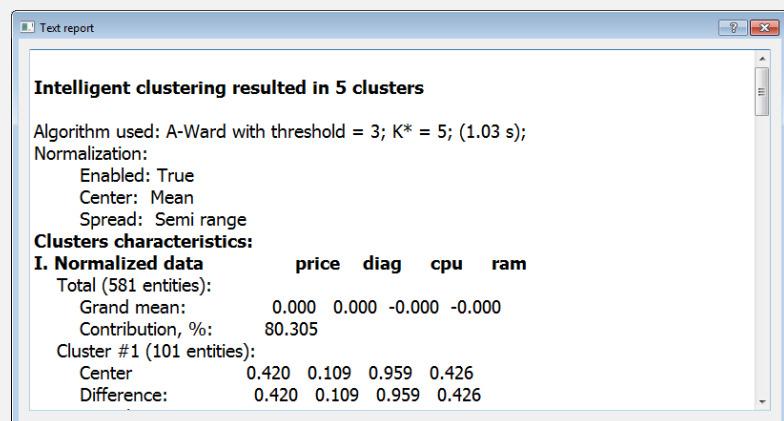 Text report
Intelligent clustering resulted in 5 clusters
Algorithm used: A-Ward with threshold = 3; K* = 5; (1.03 s);
Normalization:
Enabled: True
Center: Mean
Spread: Semi range
Clusters characteristics:
I. Normalized data price diag cpu ram
Total (581 entities):
Grand mean: 0.000 0.000 -0.000 -0.000
Contribution, %: 80.305
Cluster #1 (101 entities):
Center 0.420 0.109 0.959 0.426
Difference: 0.420 0.109 0.959 0.426